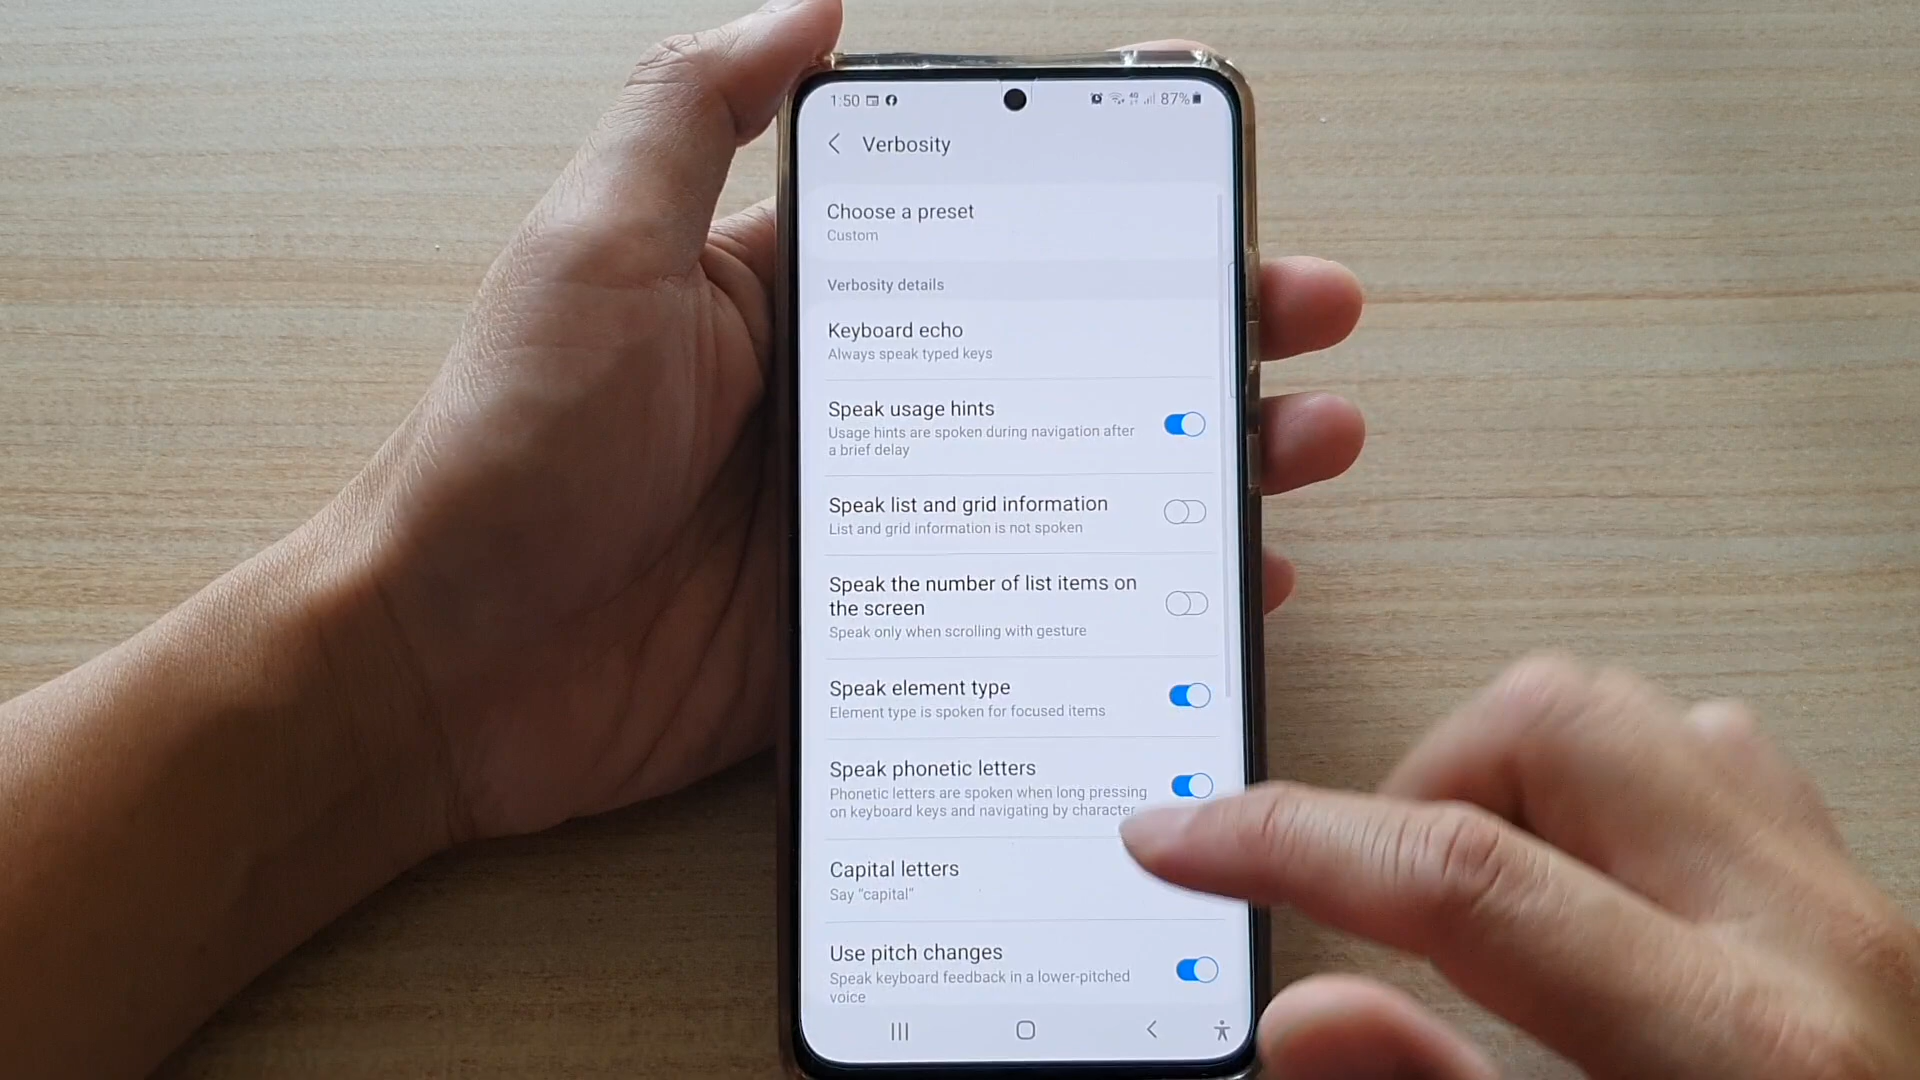 1:50
4G
87%
Verbosity
Choose a preset
Custom
Verbosity details
Keyboard echo
Always speak typed keys
Speak usage hints
Usage hints are spoken during navigation after
a brief delay
Speak list and grid information
List and grid information is not spoken
Speak the number of list items on
the screen
Speak only when scrolling with gesture
Speak element type
Element type is spoken for focused items
Speak phonetic letters
Phonetic letters are spoken when long pressing
on keyboard keys and navigating by character
Capital letters
Say "capital"
Use pitch changes
Speak keyboard feedback in a lower-pitched
voice